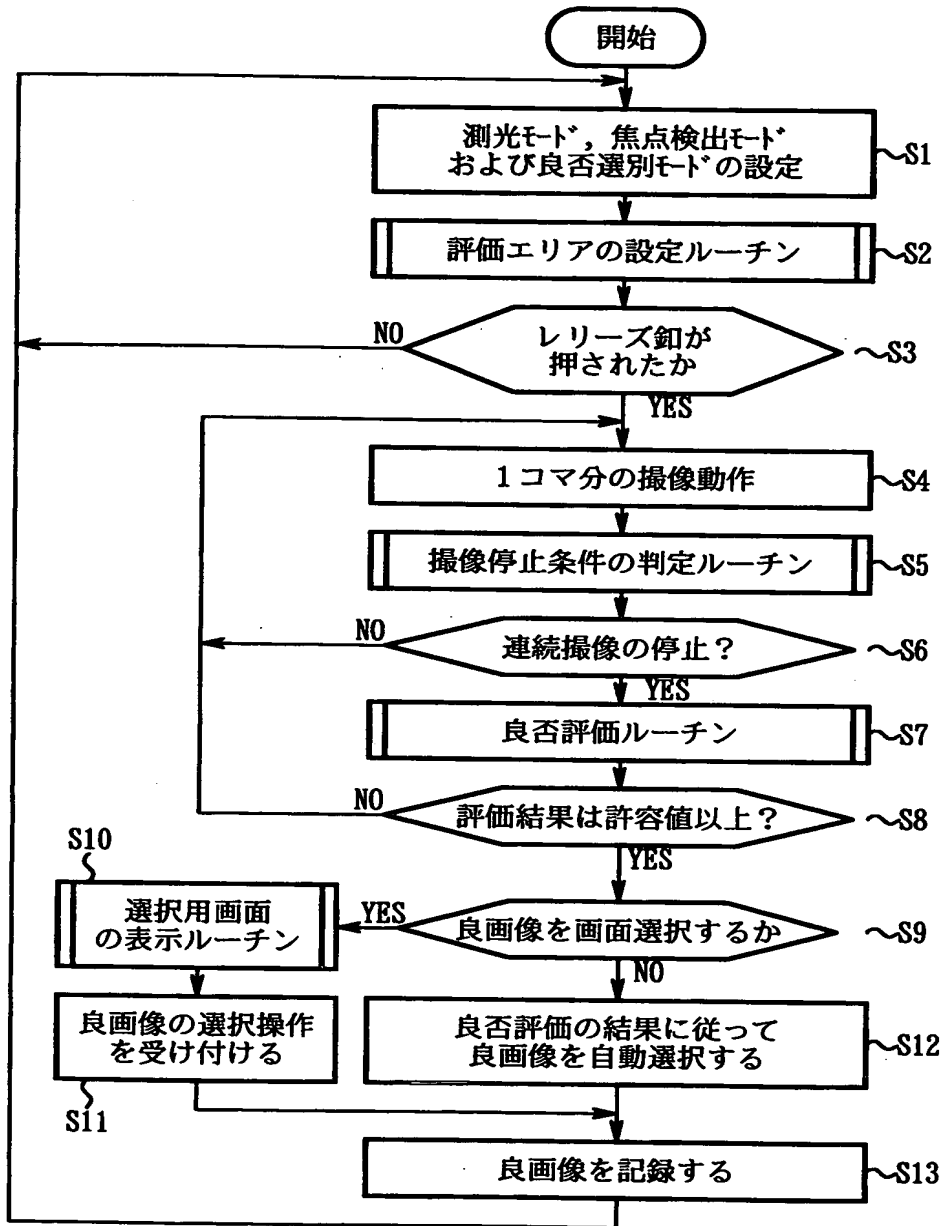 開始
測光モード，焦点検出モード
および良否選別モードの設定
~S1
評価エリアの設定ルーチン
~S2
レリーズ釦が
押されたか
~S3
NO
YES
1コマ分の撮像動作
~S4
撮像停止条件の判定ルーチン
~S5
連続撮像の停止?
~S6
NO
YES
良否評価ルーチン
~S7
評価結果は許容値以上?
~S8
NO
YES
良画像を画面選択するか
~S9
YES
NO
S10
選択用画面
の表示ルーチン
良画像の選択操作
を受け付ける
S11
良否評価の結果に従って
良画像を自動選択する
~S12
良画像を記録する
~S13